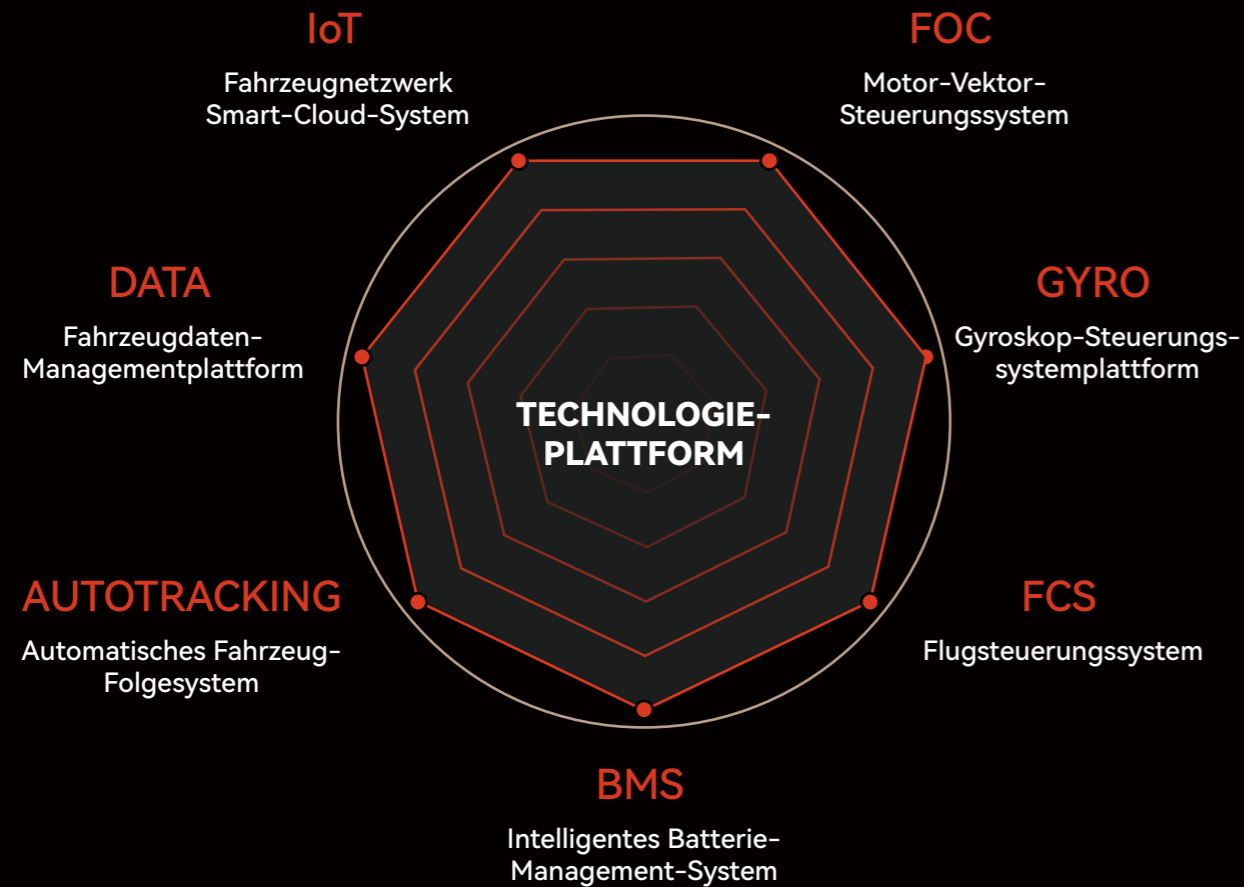 IoT
Fahrzeugnetzwerk
Smart-Cloud-System
FOC
Motor-Vektor-
Steuerungssystem
DATA
Fahrzeugdaten-
Managementplattform
GYRO
Gyroskop-Steuerungs-
systemplattform
TECHNOLOGIE-
PLATTFORM
AUTOTRACKING
Automatisches Fahrzeug-
Folgesystem
FCS
Flugsteuerungssystem
BMS
Intelligentes Batterie-
Management-System